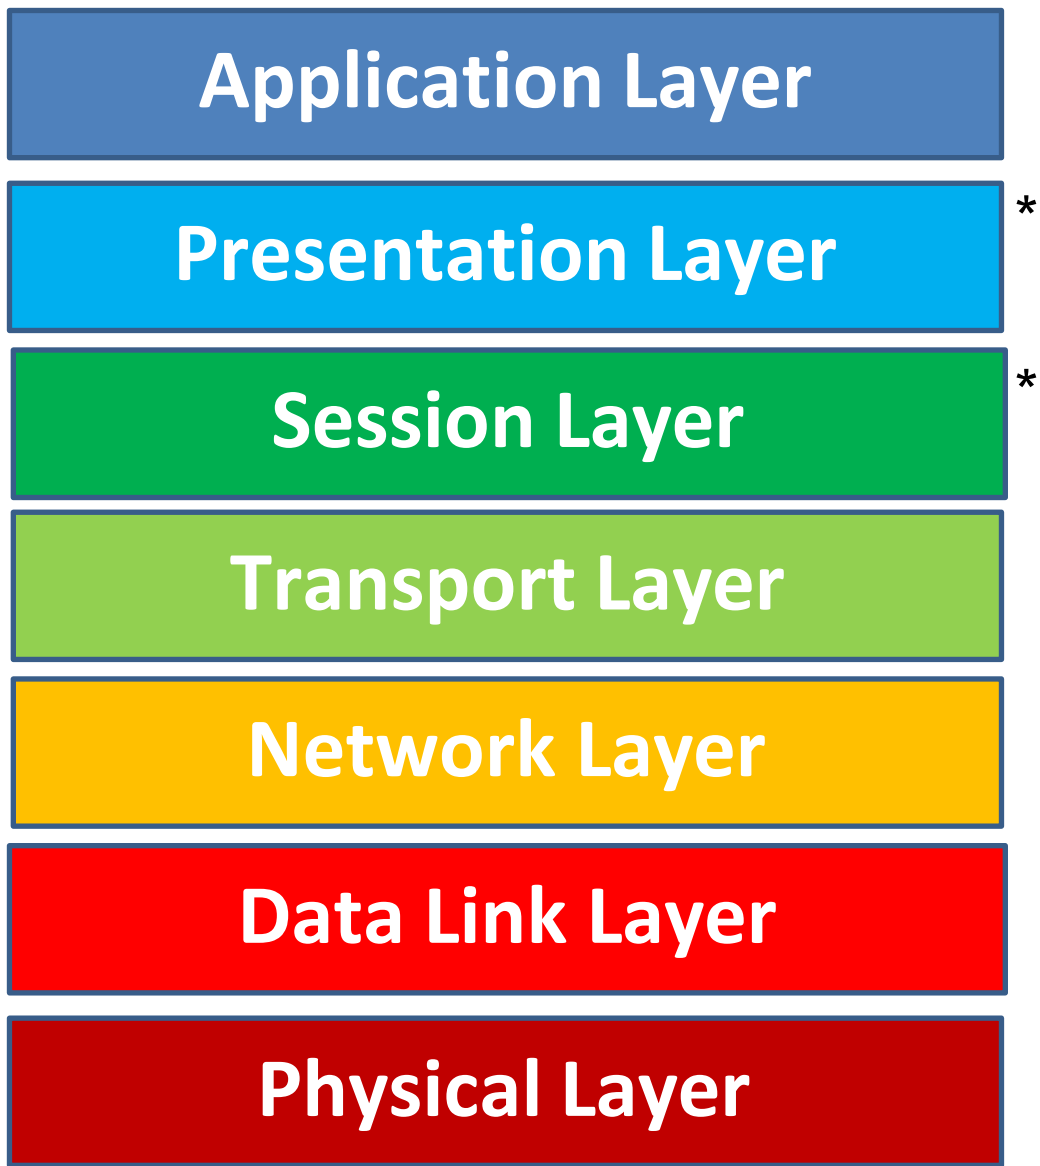 Application Layer
Presentation Layer *
Session Layer *
Transport Layer
Network Layer
Data Link Layer
Physical Layer